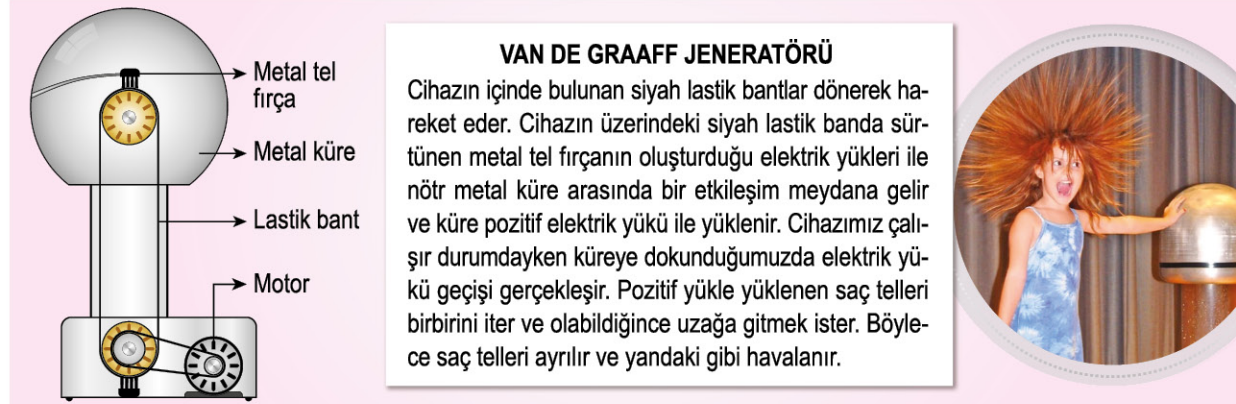 Metal tel
fırça
Metal küre
Lastik bant
Motor
VAN DE GRAAFF JENERATÖRÜ
Cihazın içinde bulunan siyah lastik bantlar dönerek ha-
reket eder. Cihazın üzerindeki siyah lastik banda sür-
tünen metal tel fırçanın oluşturduğu elektrik yükleri ile
nötr metal küre arasında bir etkileşim meydana gelir
ve küre pozitif elektrik yükü ile yüklenir. Cihazımız çalı-
şır durumdayken küreye dokunduğumuzda elektrik yü-
kü geçişi gerçekleşir. Pozitif yükle yüklenen saç telleri
birbirini iter ve olabildiğince uzağa gitmek ister. Böyle-
ce saç telleri ayrılır ve yandaki gibi havalanır.